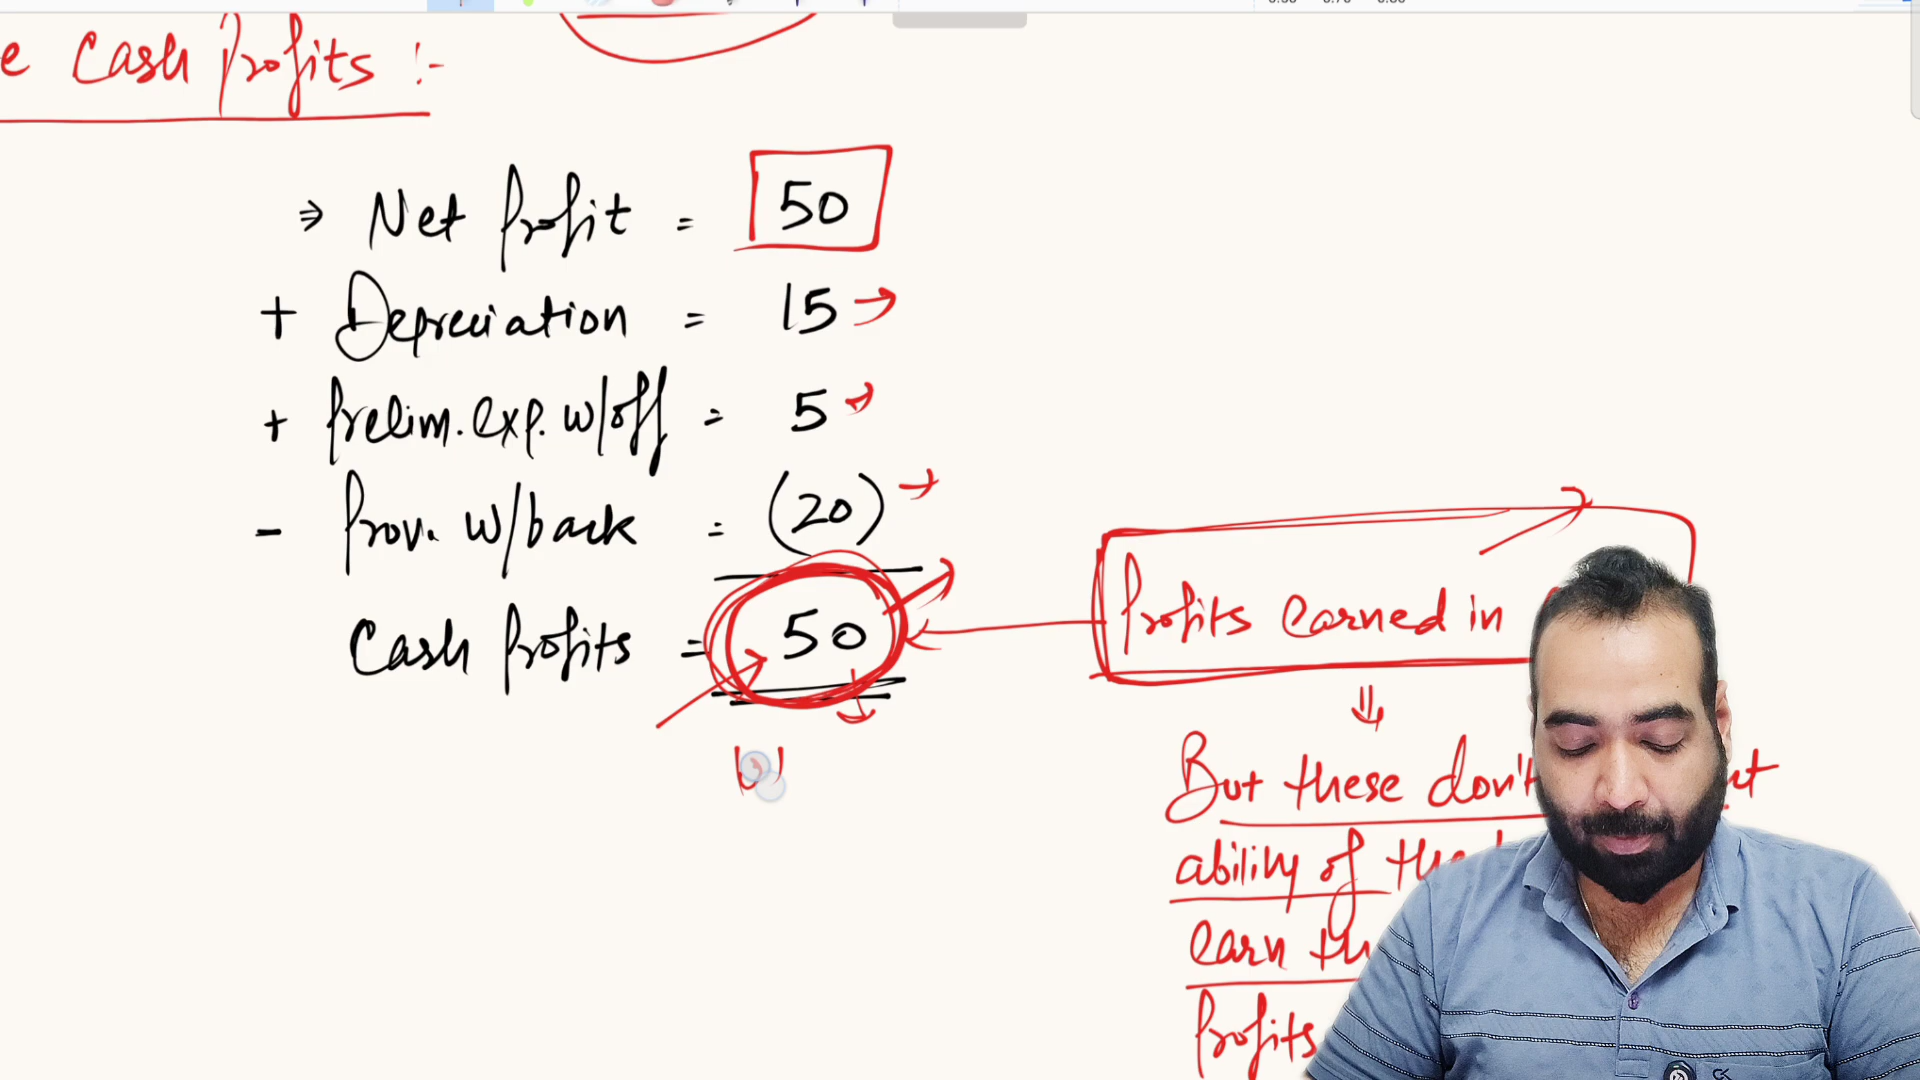 e Cash Profits :-
⇒ Net Profit = 50
+ Depreciation = 15 →
+ Prelim. Exp. w/off = 5 →
- Prov. w/back = (20) →
Cash Profits = 50
Profits earned in
But these don't
ability of the
earn
Profits